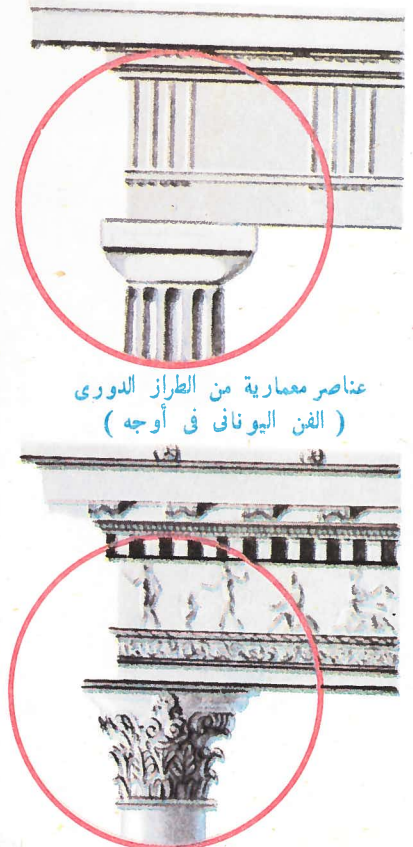 عناصر معمارية من الطراز الدورى
( الفن اليونانى فى أوجه )